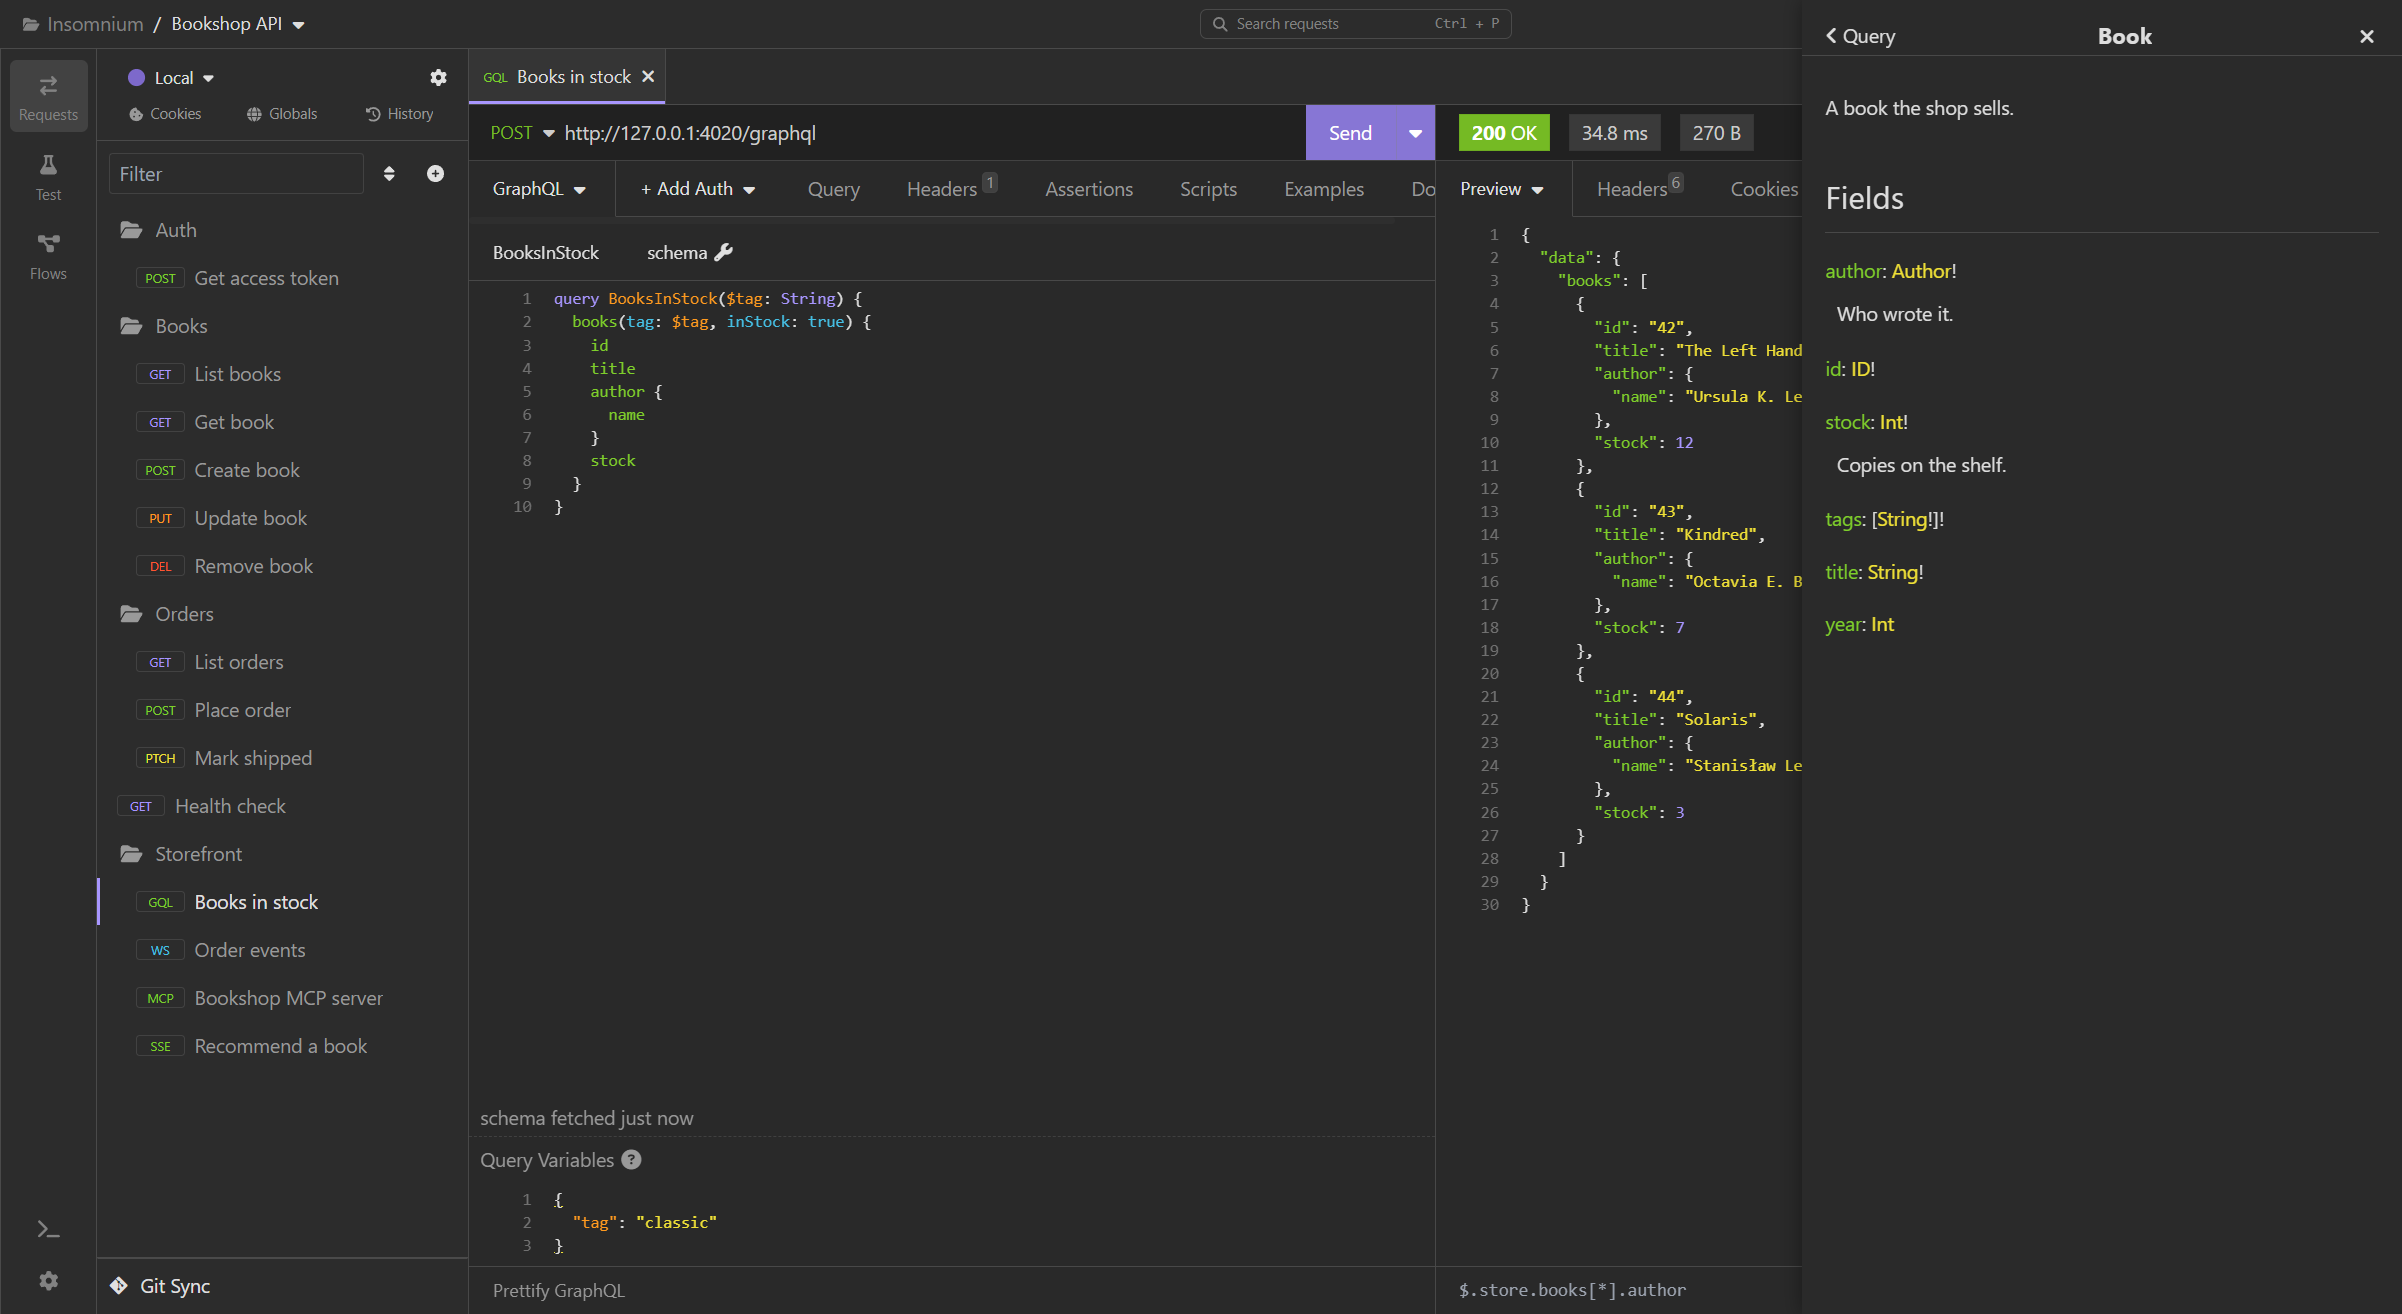 Insomnium / Bookshop API
Search requests Ctrl + P
Requests
Test
Flows
Local
Cookies Globals History
Filter
Auth
POST Get access token
Books
GET List books
GET Get book
POST Create book
PUT Update book
DEL Remove book
Orders
GET List orders
POST Place order
PTCH Mark shipped
GET Health check
Storefront
GQL Books in stock
WS Order events
MCP Bookshop MCP server
SSE Recommend a book
Git Sync
GQL Books in stock
POST http://127.0.0.1:4020/graphql Send
GraphQL + Add Auth Query Headers 1 Assertions Scripts Examples Do
BooksInStock schema
1 query BooksInStock($tag: String) {
2 books(tag: $tag, inStock: true) {
3 id
4 title
5 author {
6 name
7 }
8 stock
9 }
10 }
schema fetched just now
Query Variables ?
1 {
2 "tag": "classic"
3 }
Prettify GraphQL
200 OK 34.8 ms 270 B
Preview Headers 6 Cookies
1 {
2 "data": {
3 "books": [
4 {
5 "id": "42",
6 "title": "The Left Hand
7 "author": {
8 "name": "Ursula K. Le
9 },
10 "stock": 12
11 },
12 {
13 "id": "43",
14 "title": "Kindred",
15 "author": {
16 "name": "Octavia E. B
17 },
18 "stock": 7
19 },
20 {
21 "id": "44",
22 "title": "Solaris",
23 "author": {
24 "name": "Stanisław Le
25 },
26 "stock": 3
27 }
28 ]
29 }
30 }
$.store.books[*].author
Query Book
A book the shop sells.
Fields
author: Author!
Who wrote it.
id: ID!
stock: Int!
Copies on the shelf.
tags: [String!]!
title: String!
year: Int